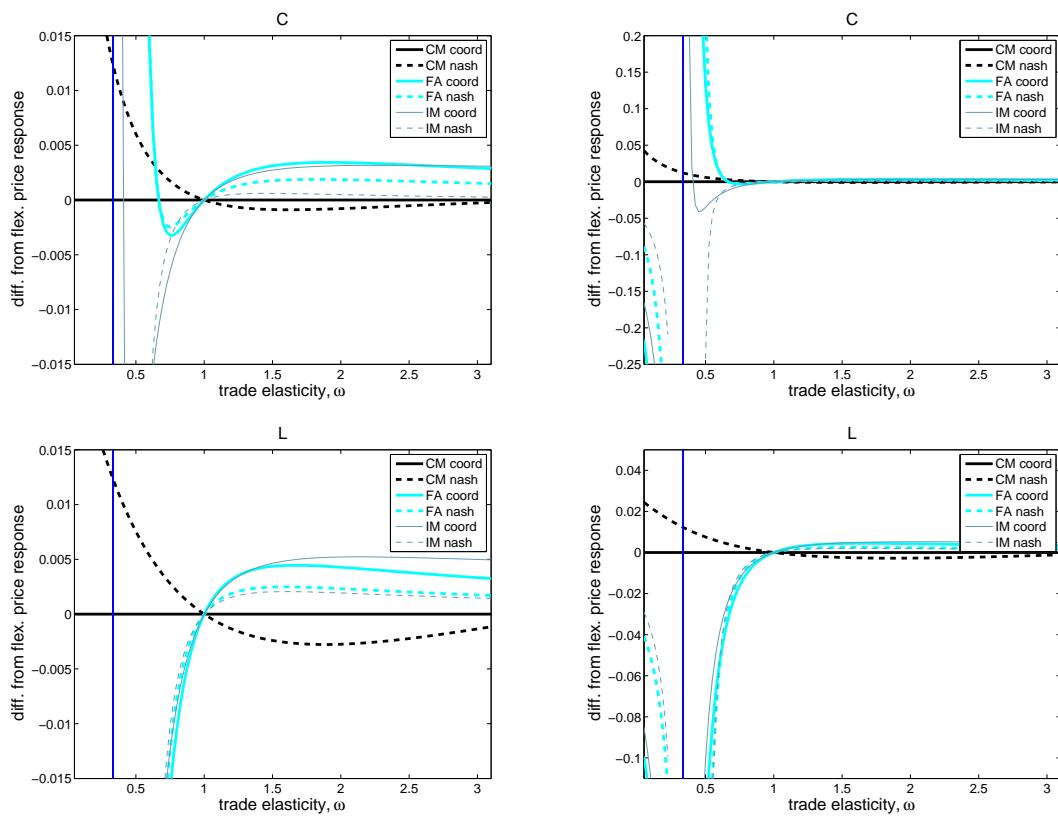 C
0.015
0.01
0.005
0
−0.005
−0.01
−0.015
diff. from flex. price response
0.5 1 1.5 2 2.5 3
trade elasticity, ω
CM coord
CM nash
FA coord
FA nash
IM coord
IM nash
C
0.2
0.15
0.1
0.05
0
−0.05
−0.1
−0.15
−0.2
−0.25
diff. from flex. price response
0.5 1 1.5 2 2.5 3
trade elasticity, ω
CM coord
CM nash
FA coord
FA nash
IM coord
IM nash
L
0.015
0.01
0.005
0
−0.005
−0.01
−0.015
diff. from flex. price response
0.5 1 1.5 2 2.5 3
trade elasticity, ω
CM coord
CM nash
FA coord
FA nash
IM coord
IM nash
L
0.04
0.02
0
−0.02
−0.04
−0.06
−0.08
−0.1
diff. from flex. price response
0.5 1 1.5 2 2.5 3
trade elasticity, ω
CM coord
CM nash
FA coord
FA nash
IM coord
IM nash